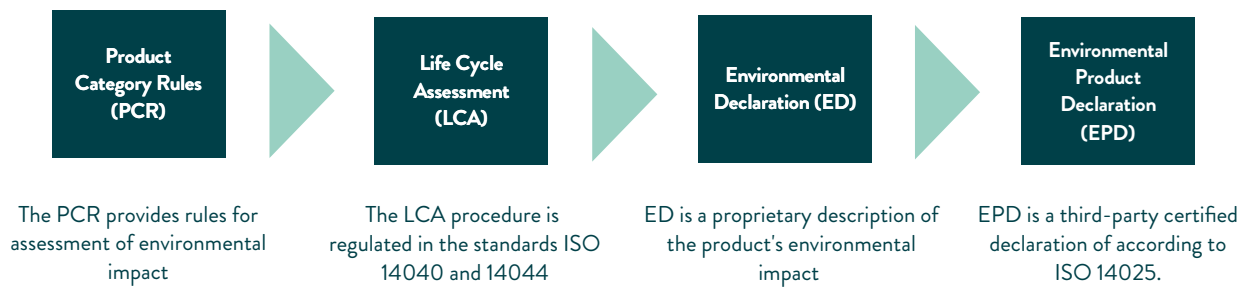 Product
Category Rules
(PCR)
Life Cycle
Assessment
(LCA)
Environmental
Declaration (ED)
Environmental
Product
Declaration
(EPD)
The PCR provides rules for
assessment of environmental
impact
The LCA procedure is
regulated in the standards ISO
14040 and 14044
ED is a proprietary description of
the product's environmental
impact
EPD is a third-party certified
declaration of according to
ISO 14025.